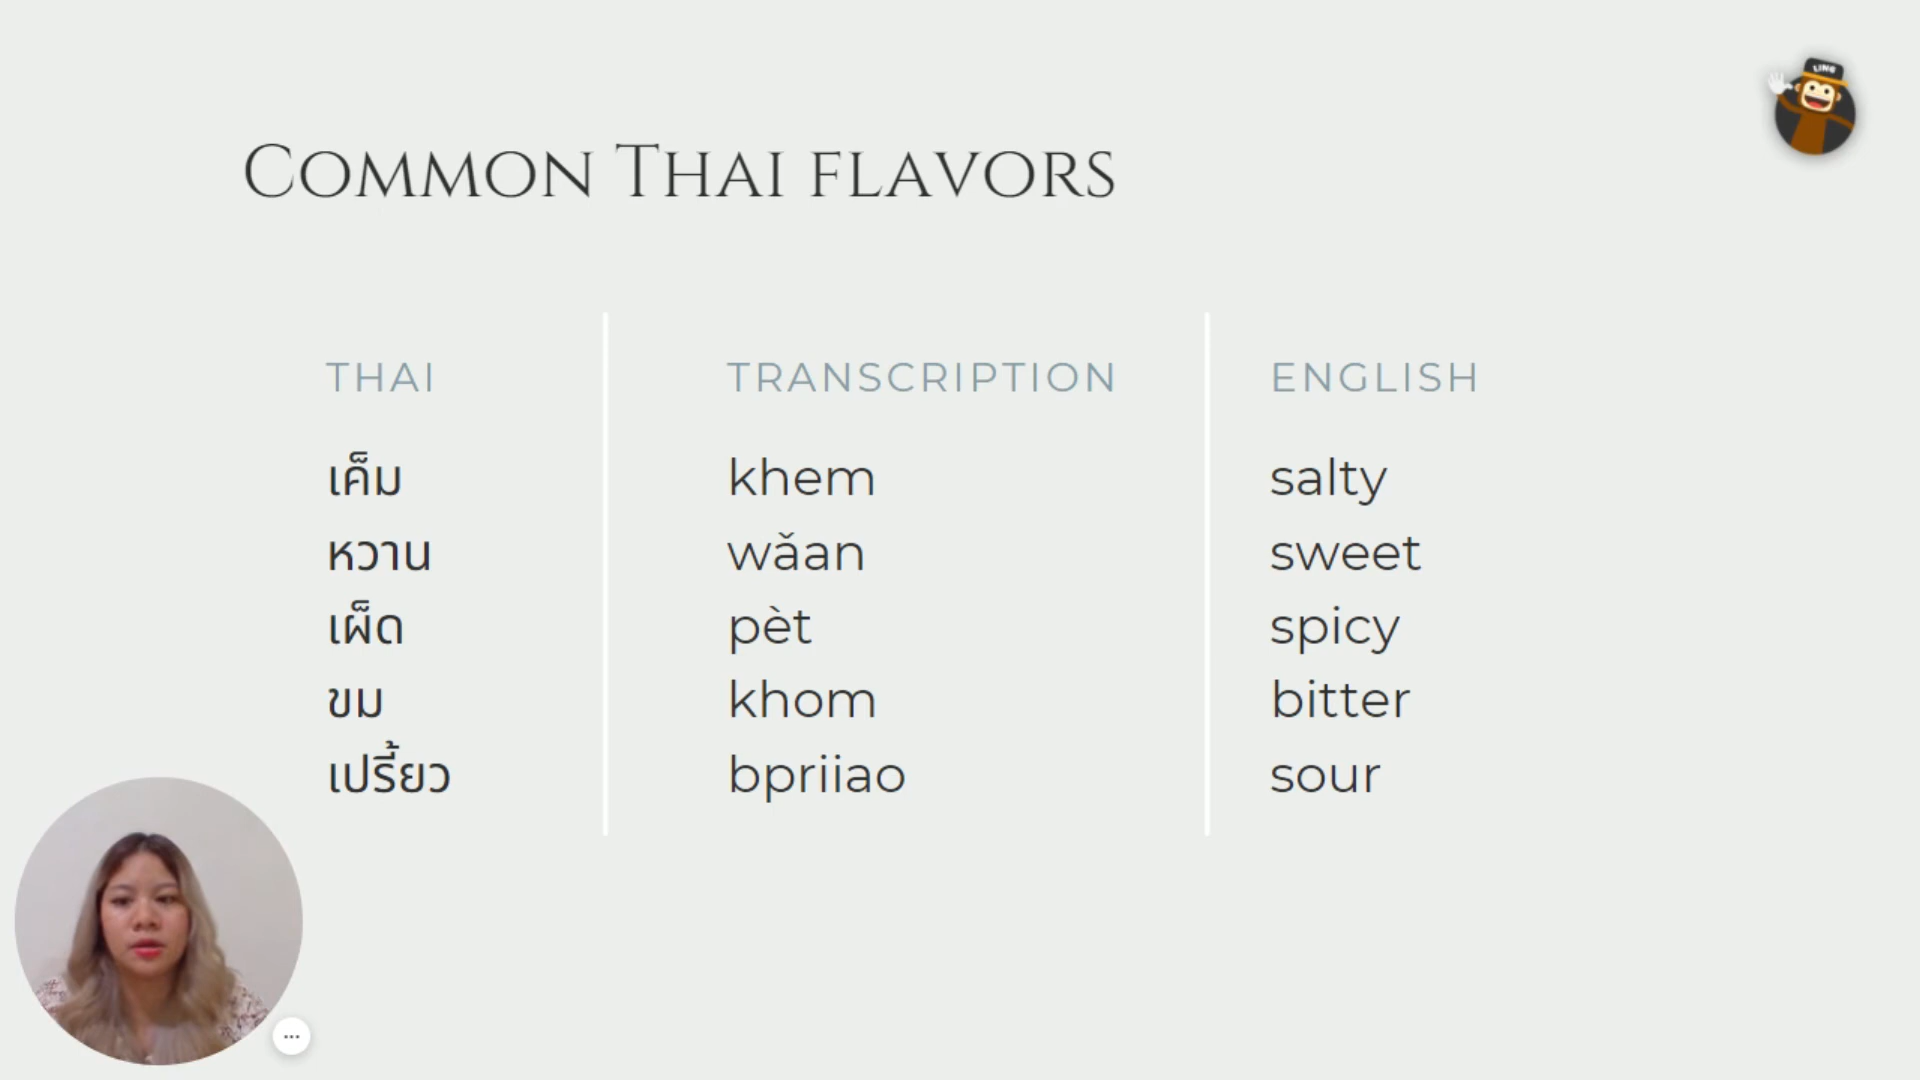 LING
COMMON THAI FLAVORS
THAI TRANSCRIPTION ENGLISH
เค็ม khem salty
หวาน wǎan sweet
เผ็ด pèt spicy
ขม khom bitter
เปรี้ยว bpriiao sour